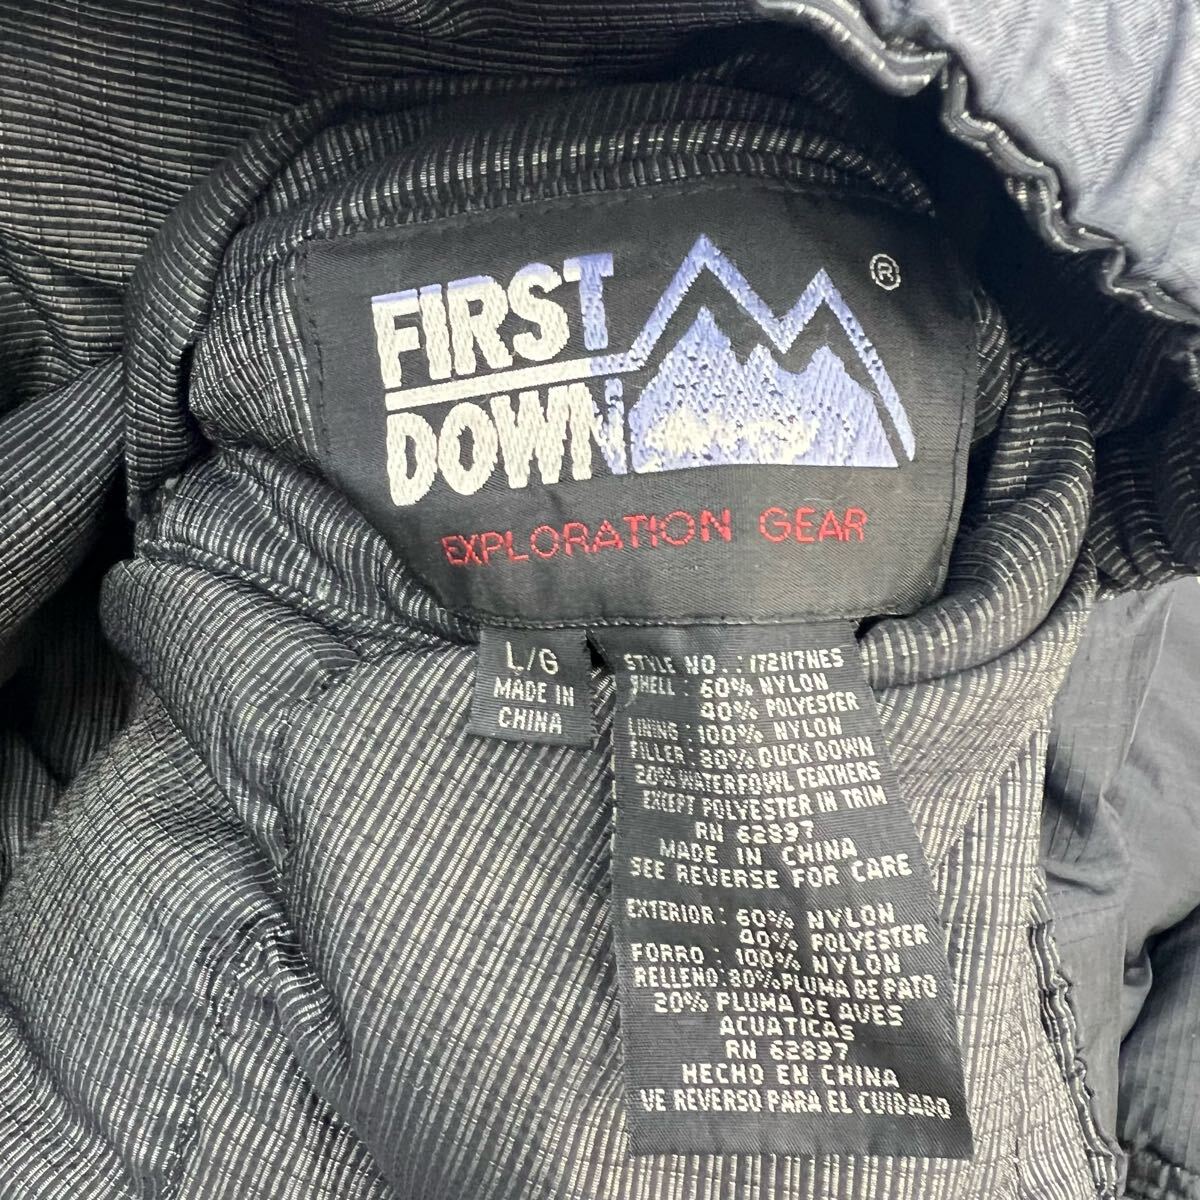 FIRST
DOWN
®
EXPLORATION GEAR
L/G
MADE IN
CHINA
STYLE NO..: 172117NES
SHELL : 60% NYLON
40% POLYESTER
LINING : 100% NYLON
FILLER : 80% DUCK DOWN
20% WATERFOWL FEATHERS
EXCEPT POLYESTER IN TRIM
RN 62897
MADE IN CHINA
SEE REVERSE FOR CARE
EXTERIOR : 60% NYLON
40% POLYESTER
FORRO : 100% NYLON
RELLENO: 80% PLUMA DE PATO
20% PLUMA DE AVES
ACUATICAS
RN 62897
HECHO EN CHINA
VE REVERSO PARA EL CUIDADO